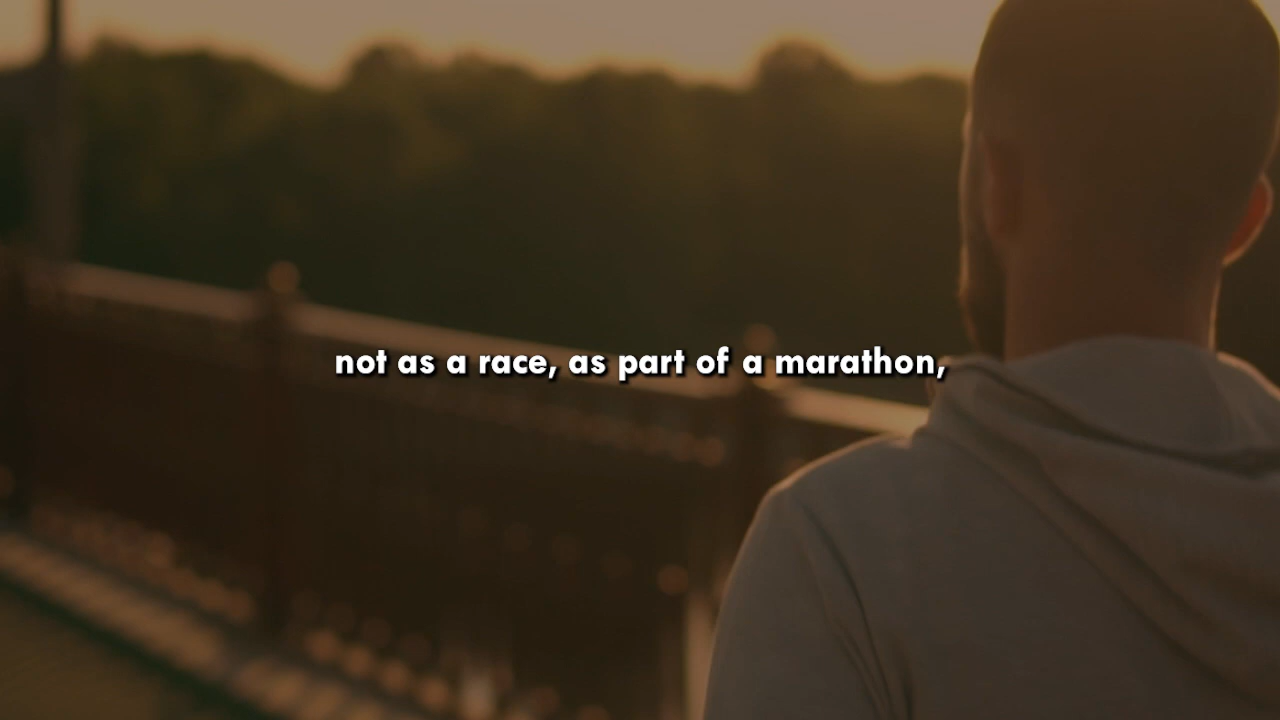 not as a race, as part of a marathon,